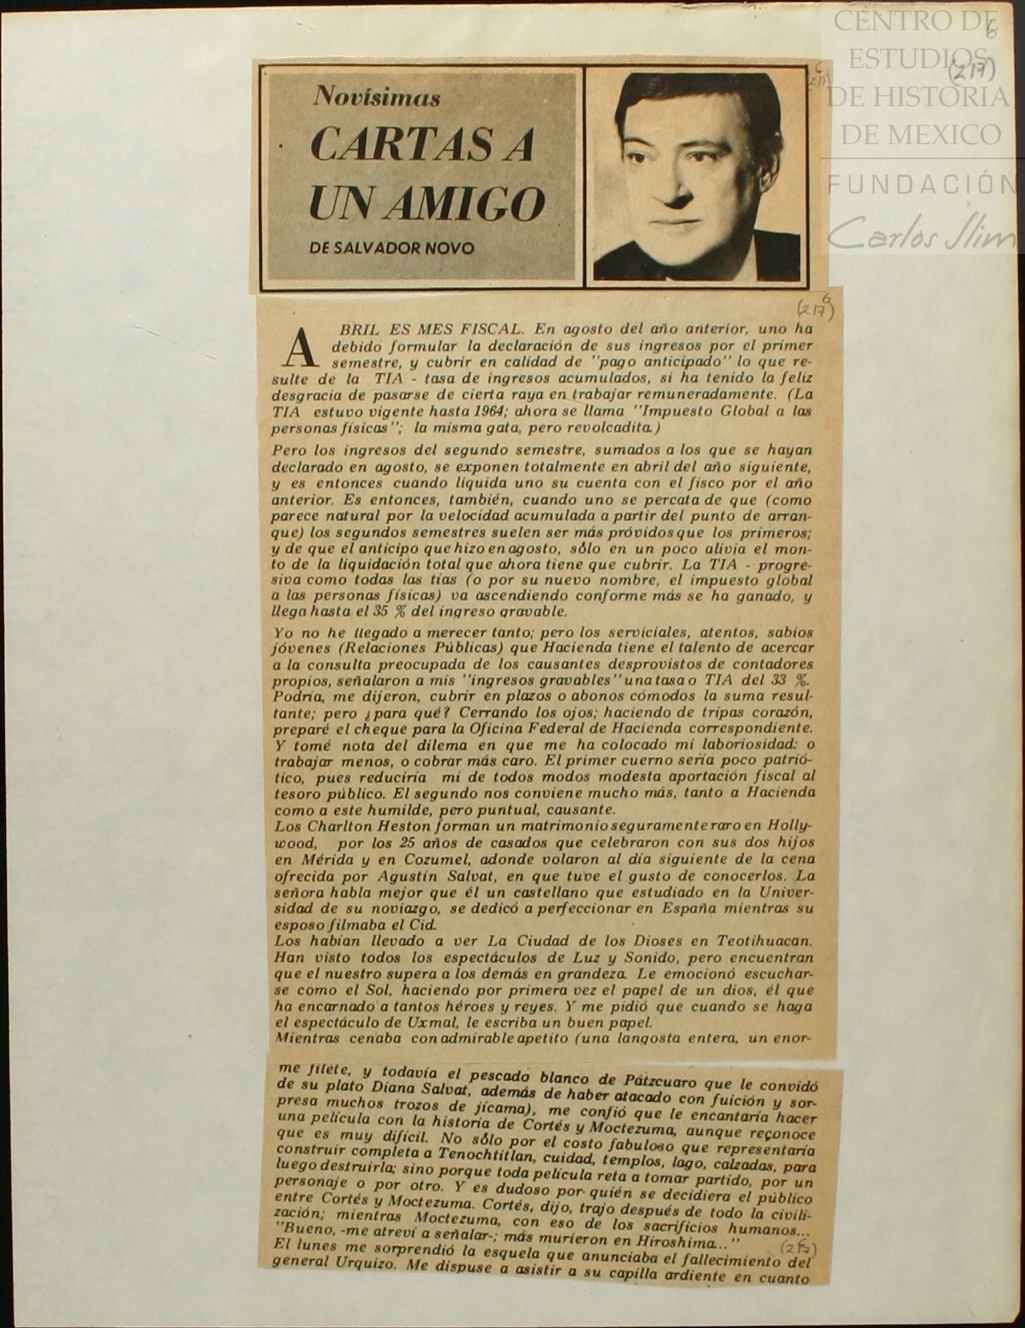 CENTRO DE
ESTUDIOS
DE HISTORIA
DE MEXICO
FUNDACIÓN
Carlos Slim
6
(217)
Novísimas
CARTAS A
UN AMIGO
DE SALVADOR NOVO
6
(217)
6
(217)
ABRIL ES MES FISCAL. En agosto del año anterior, uno ha
debido formular la declaración de sus ingresos por el primer
semestre, y cubrir en calidad de "pago anticipado" lo que re-
sulte de la TIA - tasa de ingresos acumulados, si ha tenido la feliz
desgracia de pasarse de cierta raya en trabajar remuneradamente. (La
TIA estuvo vigente hasta 1964; ahora se llama "Impuesto Global a las
personas físicas"; la misma gata, pero revolcadita.)
Pero los ingresos del segundo semestre, sumados a los que se hayan
declarado en agosto, se exponen totalmente en abril del año siguiente,
y es entonces cuando liquida uno su cuenta con el fisco por el año
anterior. Es entonces, también, cuando uno se percata de que (como
parece natural por la velocidad acumulada a partir del punto de arran-
que) los segundos semestres suelen ser más próvidos que los primeros;
y de que el anticipo que hizo en agosto, sólo en un poco alivia el mon-
to de la liquidación total que ahora tiene que cubrir. La TIA - progre-
siva como todas las tías (o por su nuevo nombre, el impuesto global
a las personas físicas) va ascendiendo conforme más se ha ganado, y
llega hasta el 35 % del ingreso gravable.
Yo no he llegado a merecer tanto; pero los serviciales, atentos, sabios
jóvenes (Relaciones Públicas) que Hacienda tiene el talento de acercar
a la consulta preocupada de los causantes desprovistos de contadores
propios, señalaron a mis "ingresos gravables" una tasa o TIA del 33 %.
Podría, me dijeron, cubrir en plazos o abonos cómodos la suma resul-
tante; pero ¿para qué? Cerrando los ojos; haciendo de tripas corazón,
preparé el cheque para la Oficina Federal de Hacienda correspondiente.
Y tomé nota del dilema en que me ha colocado mi laboriosidad: o
trabajar menos, o cobrar más caro. El primer cuerno sería poco patrió-
tico, pues reduciría mi de todos modos modesta aportación fiscal al
tesoro público. El segundo nos conviene mucho más, tanto a Hacienda
como a este humilde, pero puntual, causante.
Los Charlton Heston forman un matrimonio seguramente raro en Holly-
wood, por los 25 años de casados que celebraron con sus dos hijos
en Mérida y en Cozumel, adonde volaron al día siguiente de la cena
ofrecida por Agustín Salvat, en que tuve el gusto de conocerlos. La
señora habla mejor que él un castellano que estudiado en la Univer-
sidad de su noviazgo, se dedicó a perfeccionar en España mientras su
esposo filmaba el Cid.
Los habían llevado a ver La Ciudad de los Dioses en Teotihuacan.
Han visto todos los espectáculos de Luz y Sonido, pero encuentran
que el nuestro supera a los demás en grandeza. Le emocionó escuchar-
se como el Sol, haciendo por primera vez el papel de un dios, él que
ha encarnado a tantos héroes y reyes. Y me pidió que cuando se haga
el espectáculo de Uxmal, le escriba un buen papel.
Mientras cenaba con admirable apetito (una langosta entera, un enor-
me filete, y todavía el pescado blanco de Pátzcuaro que le convidó
de su plato Diana Salvat, además de haber atacado con fuición y sor-
presa muchos trozos de jícama), me confió que le encantaría hacer
una película con la historia de Cortés y Moctezuma, aunque reconoce
que es muy difícil. No sólo por el costo fabuloso que representaría
construir completa a Tenochtitlan, cuidad, templos, lago, calzadas, para
luego destruirla; sino porque toda película reta a tomar partido, por un
personaje o por otro. Y es dudoso por quién se decidiera el público
entre Cortés y Moctezuma. Cortés, dijo, trajo después de todo la civili-
zación; mientras Moctezuma, con eso de los sacrificios humanos...
"Bueno, -me atreví a señalar-; más murieron en Hiroshima..."
El lunes me sorprendió la esquela que anunciaba el fallecimiento del
general Urquizo. Me dispuse a asistir a su capilla ardiente en cuanto